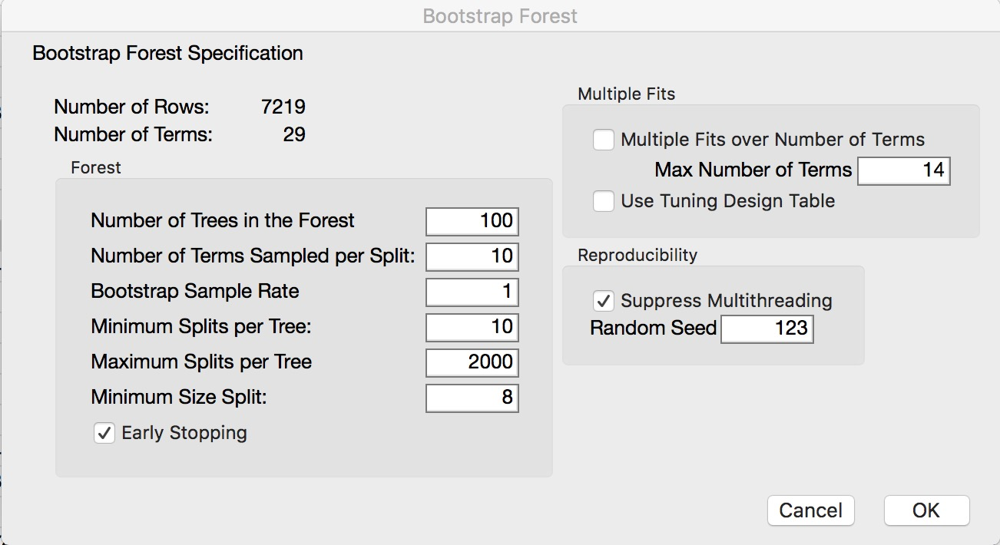 Bootstrap Forest
Bootstrap Forest Specification
Number of Rows: 7219
Number of Terms: 29
Forest
Number of Trees in the Forest 100
Number of Terms Sampled per Split: 10
Bootstrap Sample Rate 1
Minimum Splits per Tree: 10
Maximum Splits per Tree 2000
Minimum Size Split: 8
Early Stopping
Multiple Fits
Multiple Fits over Number of Terms
Max Number of Terms 14
Use Tuning Design Table
Reproducibility
Suppress Multithreading
Random Seed 123
Cancel OK